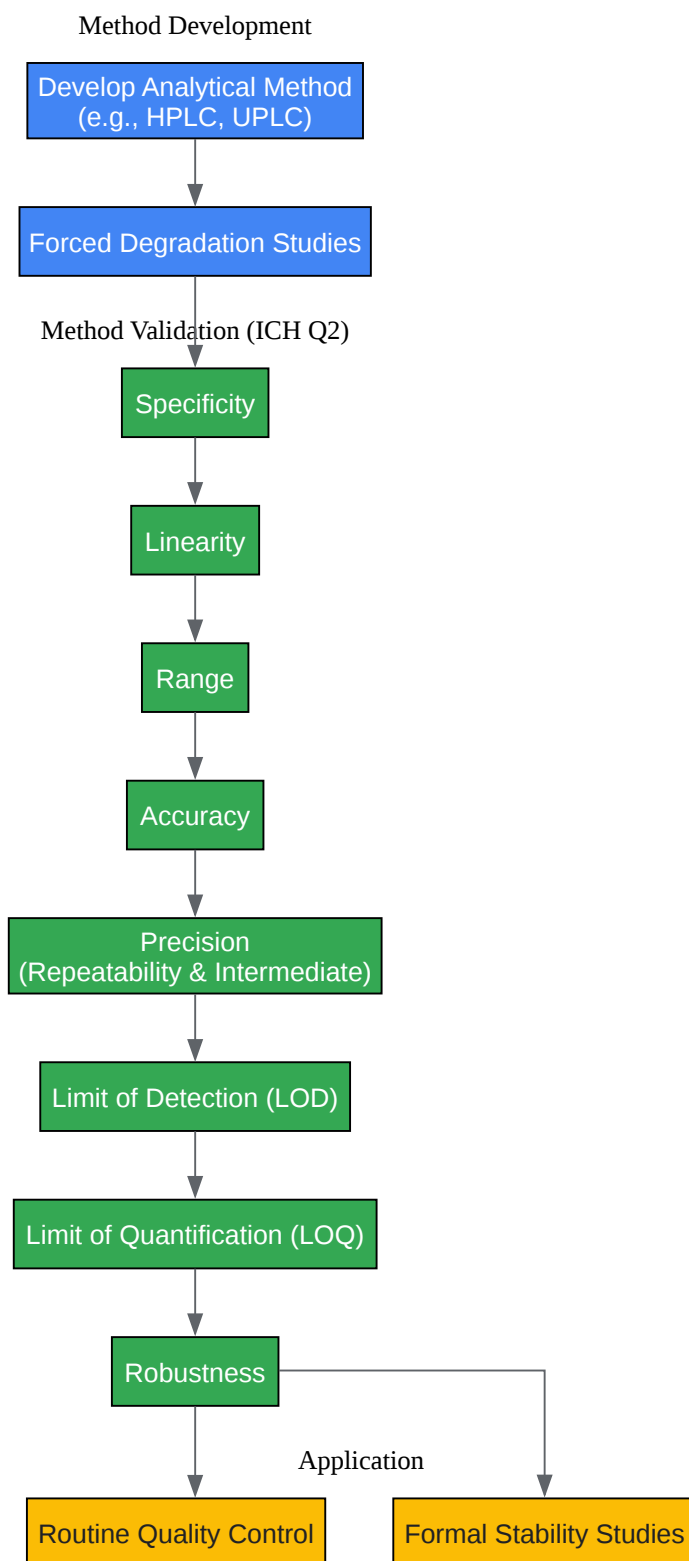 Method Development
Develop Analytical Method
(e.g., HPLC, UPLC)
Forced Degradation Studies
Method Validation (ICH Q2)
Specificity
Linearity
Range
Accuracy
Precision
(Repeatability & Intermediate)
Limit of Detection (LOD)
Limit of Quantification (LOQ)
Robustness
Application
Routine Quality Control
Formal Stability Studies